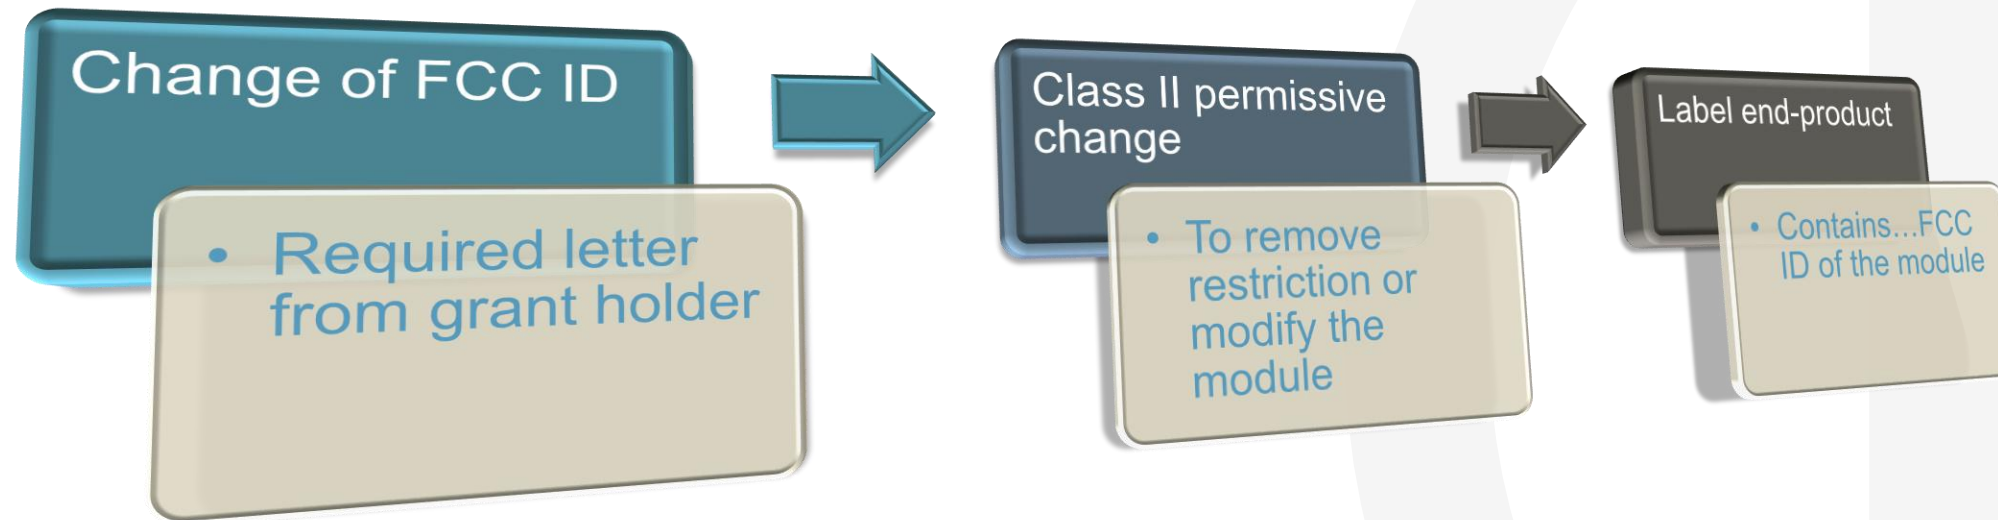 Change of FCC ID
• Required letter
from grant holder
Class II permissive
change
• To remove
restriction or
modify the
module
Label end-product
• Contains...FCC
ID of the module